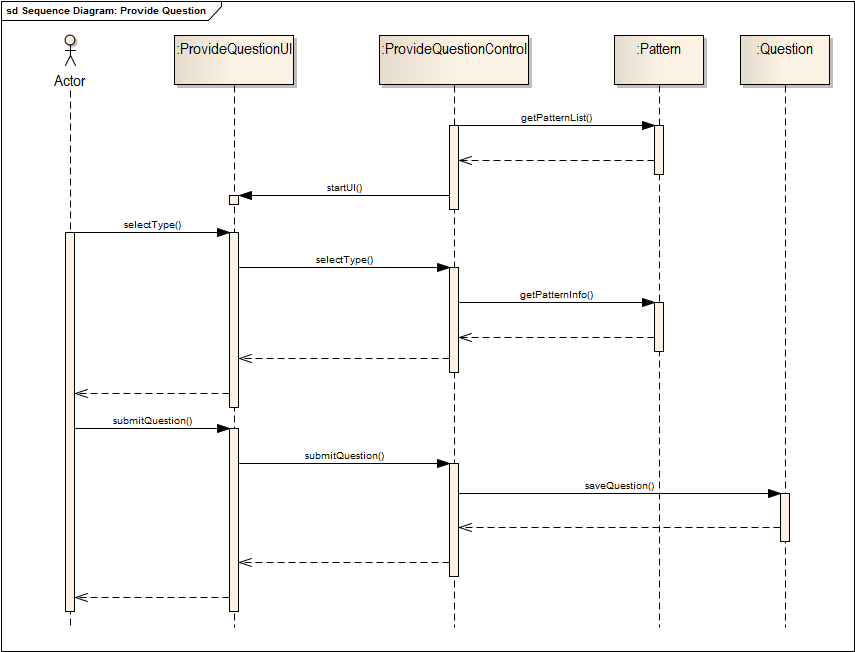 sd Sequence Diagram: Provide Question
Actor
:ProvideQuestionUI
:ProvideQuestionControl
:Pattern
:Question
getPatternList()
startUI()
selectType()
selectType()
getPatternInfo()
submitQuestion()
submitQuestion()
saveQuestion()